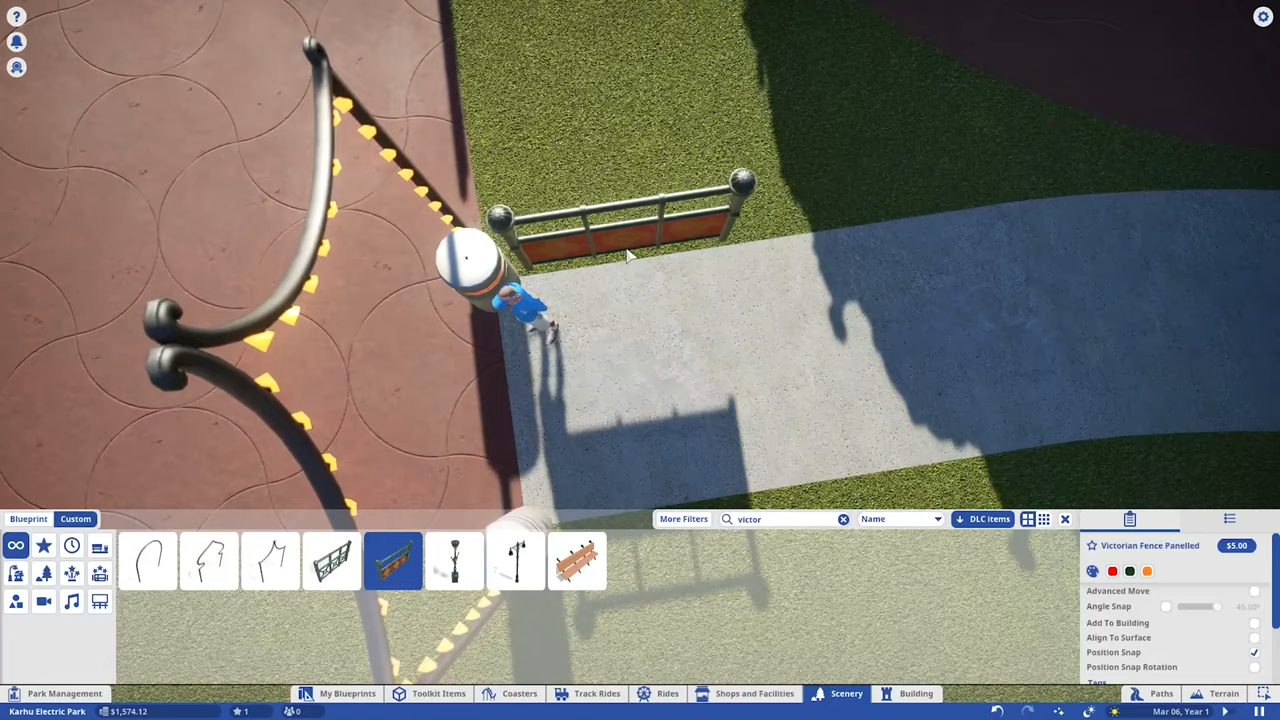 ?
Blueprint Custom More Filters victor Name DLC items
Victorian Fence Panelled $5.00
Advanced Move
Angle Snap 45.00°
Add To Building
Align To Surface
Position Snap
Position Snap Rotation
Tags
Park Management My Blueprints Toolkit Items Coasters Track Rides Rides Shops and Facilities Scenery Building Paths Terrain
Karhu Electric Park $1,574.12 1 0 Mar 06, Year 1